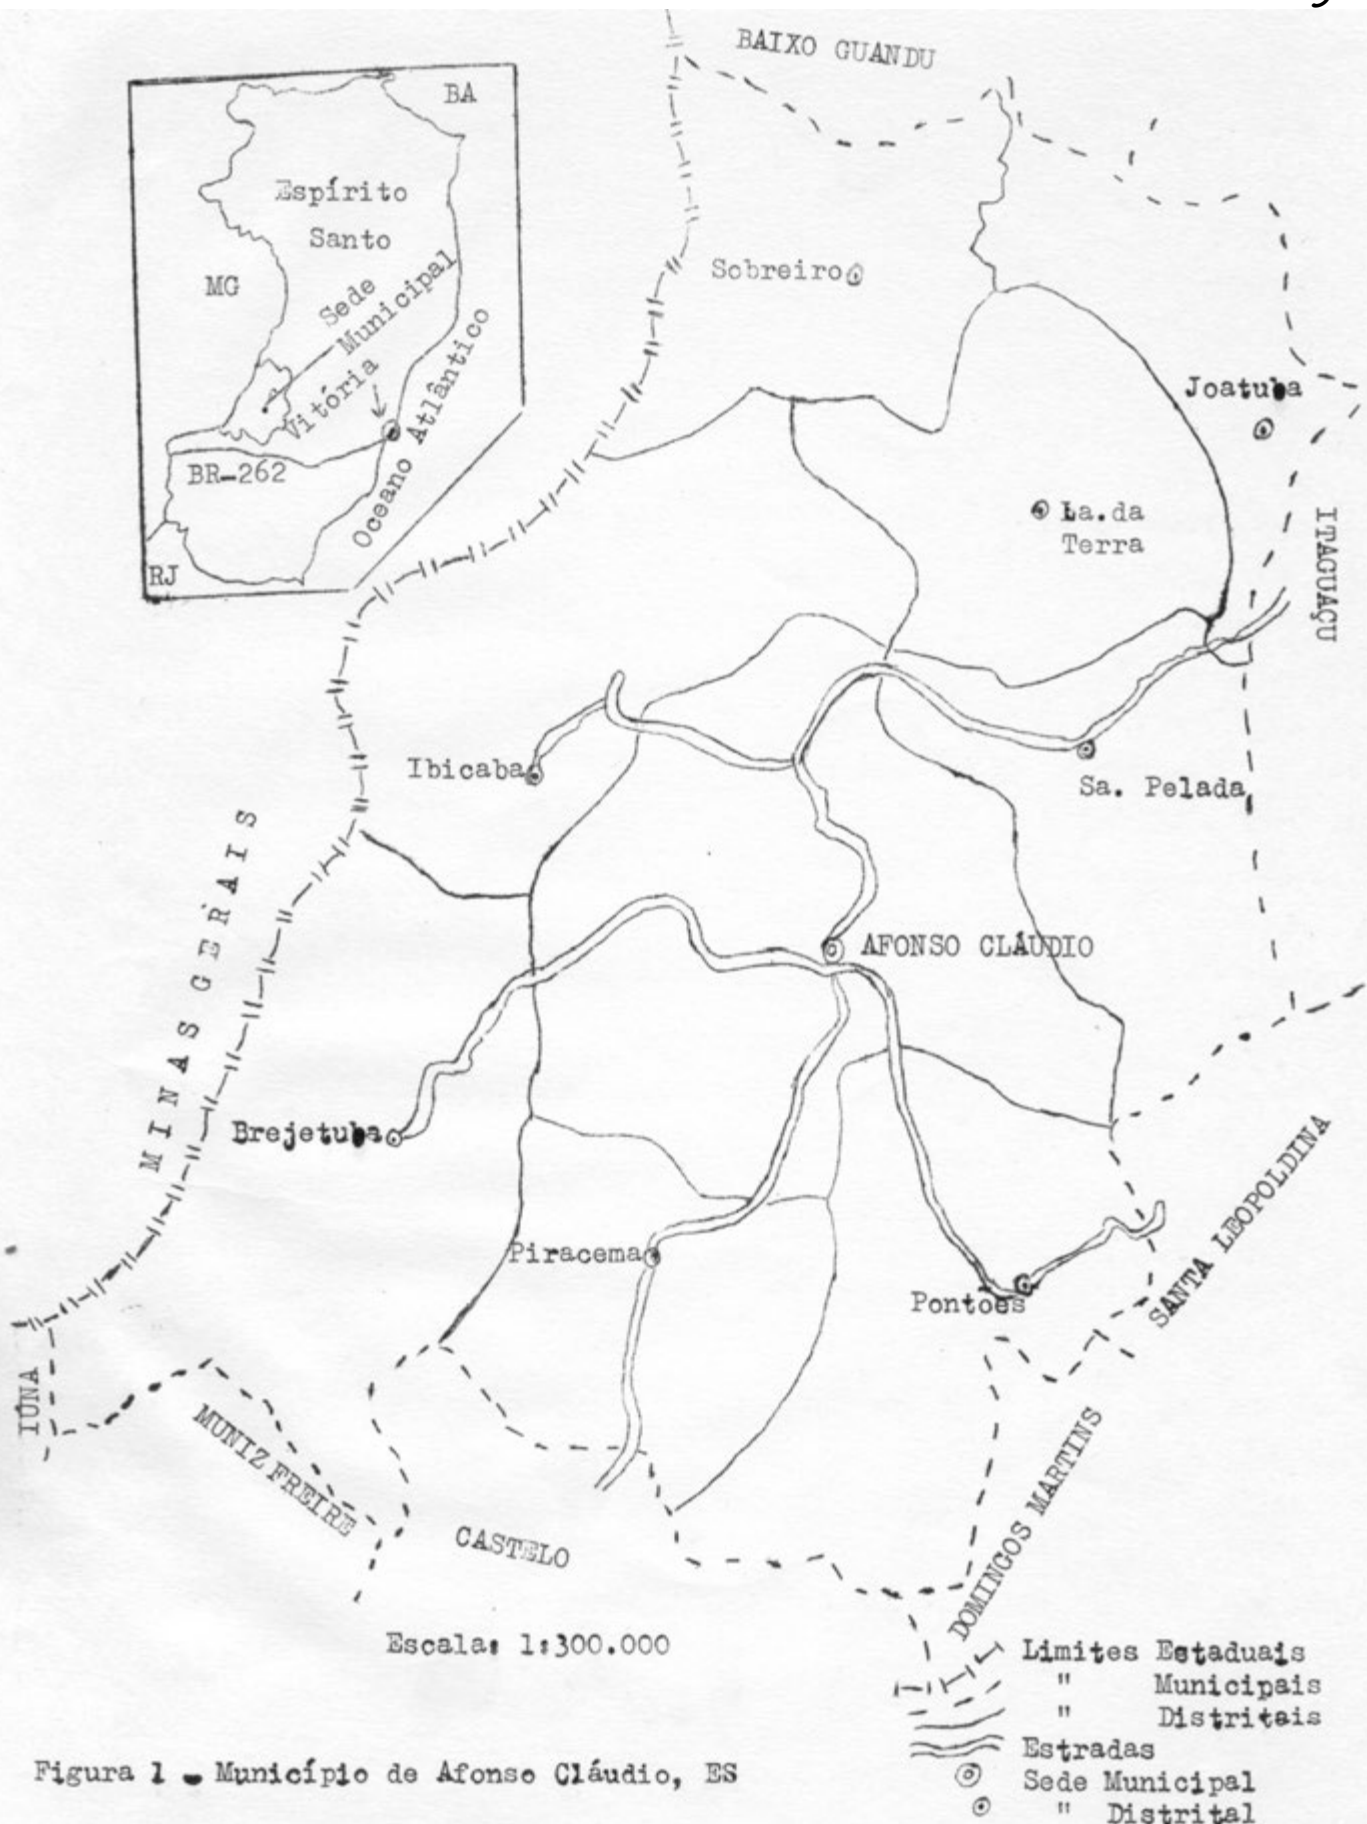 BAIXO GUANDU
BA
Espírito
Santo
MG
Sede
Municipal
Vitória
BR-262
Oceano Atlântico
RJ
Sobreiro
Joatuba
La.da
Terra
ITAGUAÇU
Ibicaba
Sa. Pelada
MINAS GERAIS
AFONSO CLÁUDIO
Brejetuba
Piracema
Pontões
SANTA LEOPOLDINA
IÚNA
MUNIZ FREIRE
CASTELO
DOMINGOS MARTINS
Escala: 1:300.000
Limites Estaduais
" Municipais
" Distritais
Estradas
Sede Municipal
" Distrital
Figura 1 - Município de Afonso Cláudio, ES